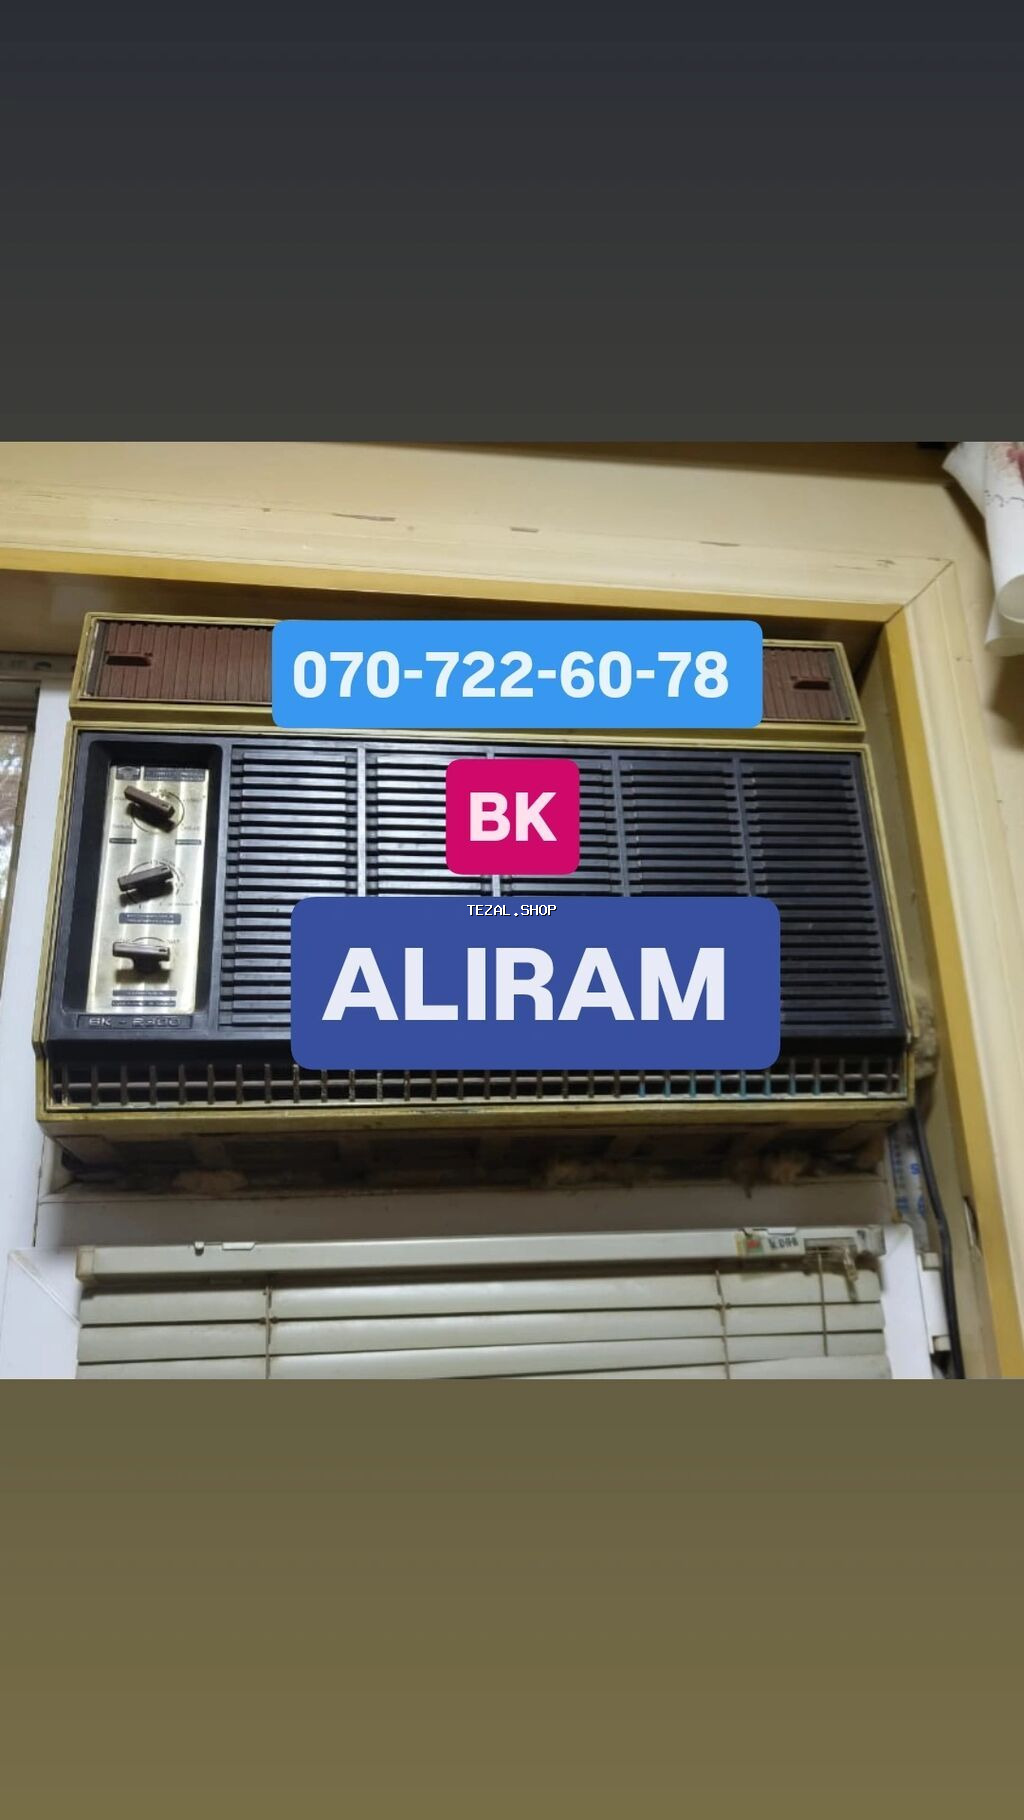 070-722-60-78
BK
TEZAL.SHOP
ALIRAM